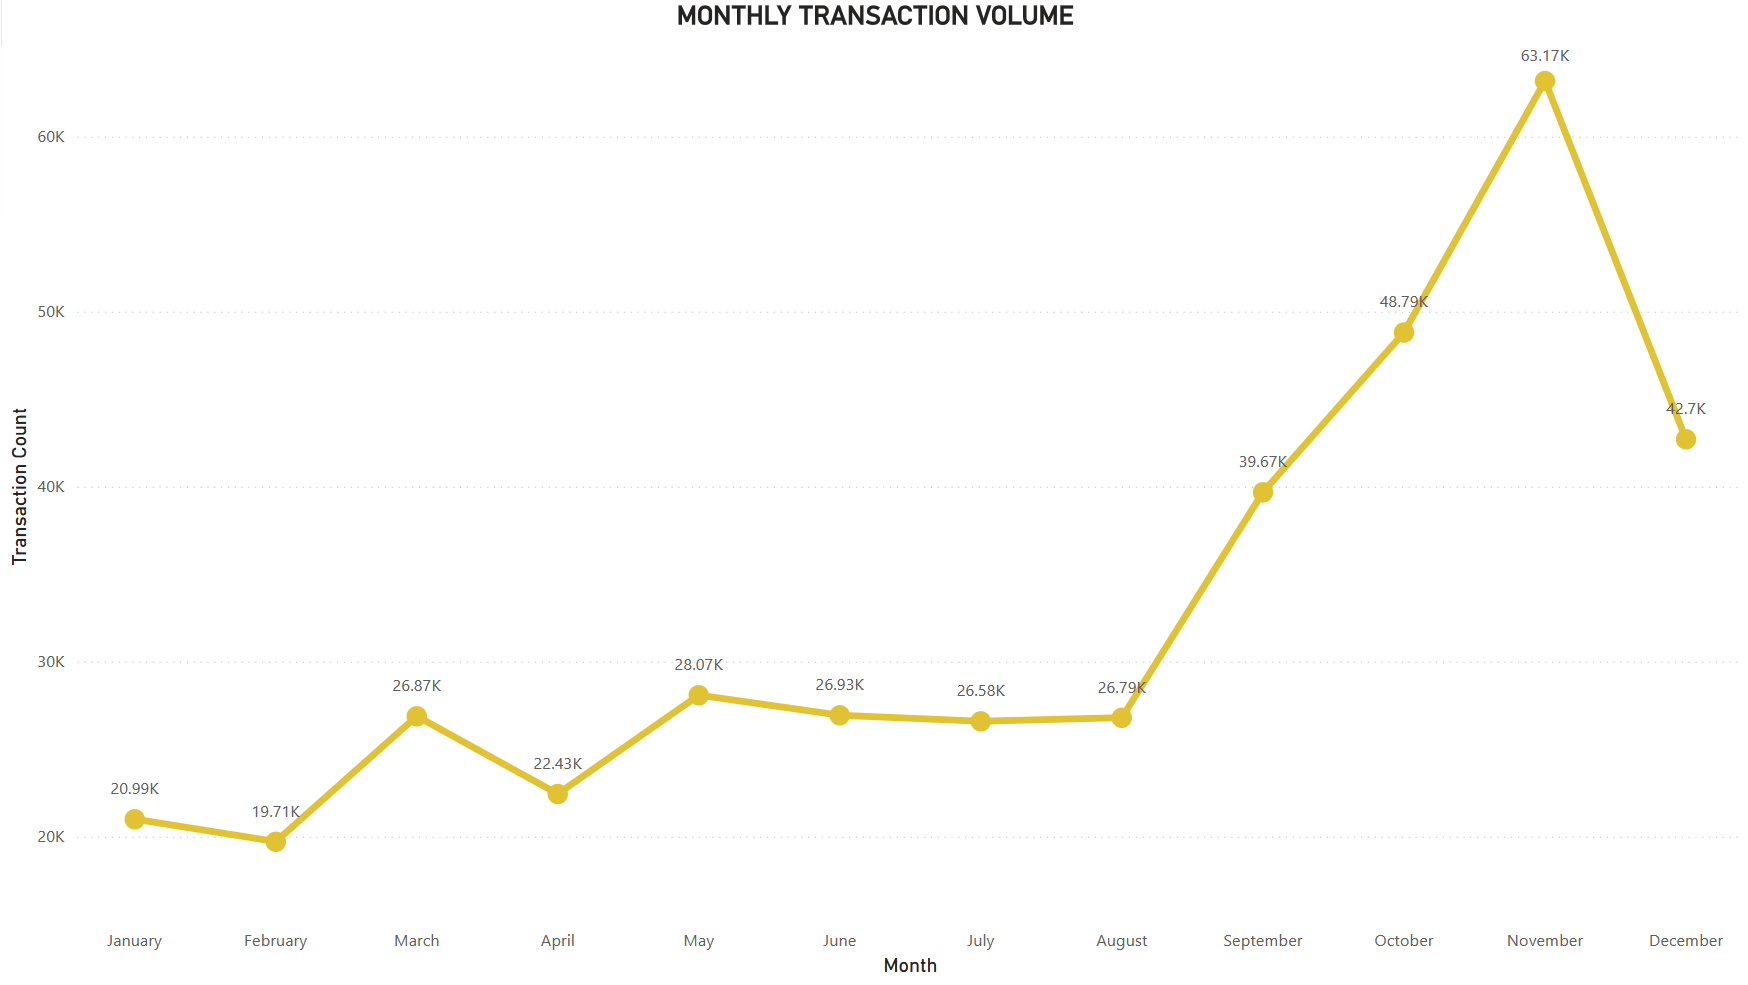 MONTHLY TRANSACTION VOLUME
63.17K
60K
50K
48.79K
42.7K
40K
39.67K
30K
28.07K
26.87K
26.93K
26.58K
26.79K
22.43K
20.99K
19.71K
20K
Transaction Count
January February March April May June July August September October November December
Month